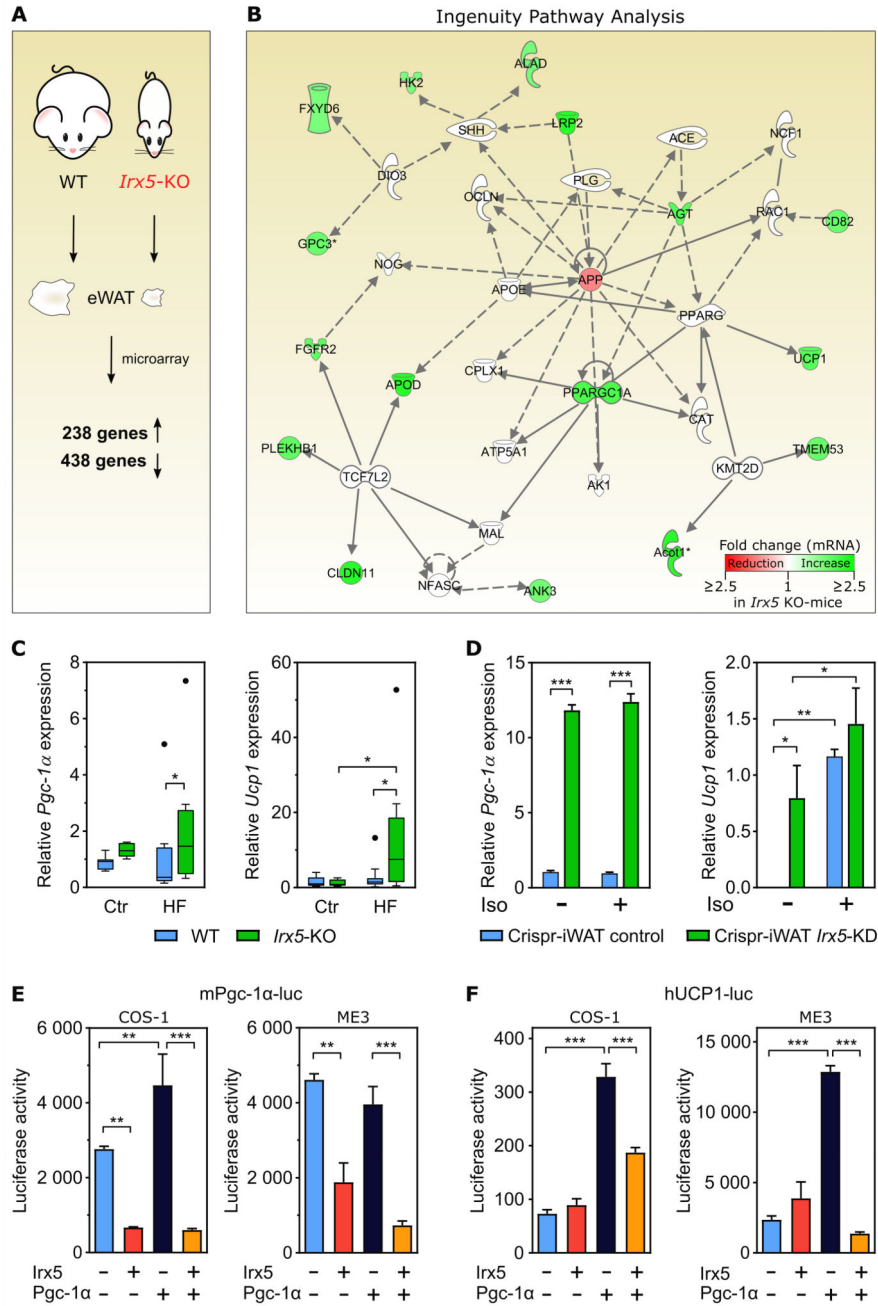 A
WT
Irx5-KO
eWAT
microarray
238 genes ↑
438 genes ↓
B
Ingenuity Pathway Analysis
ALAD
HK2
FXYD6
LRP2
SHH
ACE
NCF1
DIO3
PLG
OCLN
AGT
RAC1
CD82
GPC3*
NOG
APOE
APP
PPARG
FGFR2
UCP1
APOD
CPLX1
PPARGC1A
CAT
PLEKHB1
TCF7L2
ATP5A1
AK1
KMT2D
TMEM53
MAL
Acot1*
CLDN11
NFASC
ANK3
Fold change (mRNA)
Reduction Increase
≥2.5 1 ≥2.5
in Irx5 KO-mice
C
Relative Pgc-1α expression
8
6
4
2
0
*
Ctr HF
Relative Ucp1 expression
60
40
20
10
0
*
*
Ctr HF
WT Irx5-KO
D
Relative Pgc-1α expression
15
12
9
6
3
0
*** ***
Iso − +
Relative Ucp1 expression
2.0
1.5
1.0
0.5
0.0
*
**
*
Iso − +
Crispr-iWAT control Crispr-iWAT Irx5-KD
E
mPgc-1α-luc
COS-1
Luciferase activity
6 000
4 000
2 000
0
** ***
**
ME3
Luciferase activity
6 000
4 000
2 000
0
** ***
Irx5 − + − + − + − +
Pgc-1α − − + + − − + +
F
hUCP1-luc
COS-1
Luciferase activity
400
300
200
100
0
*** ***
ME3
Luciferase activity
15 000
10 000
5 000
0
*** ***
Irx5 − + − + − + − +
Pgc-1α − − + + − − + +